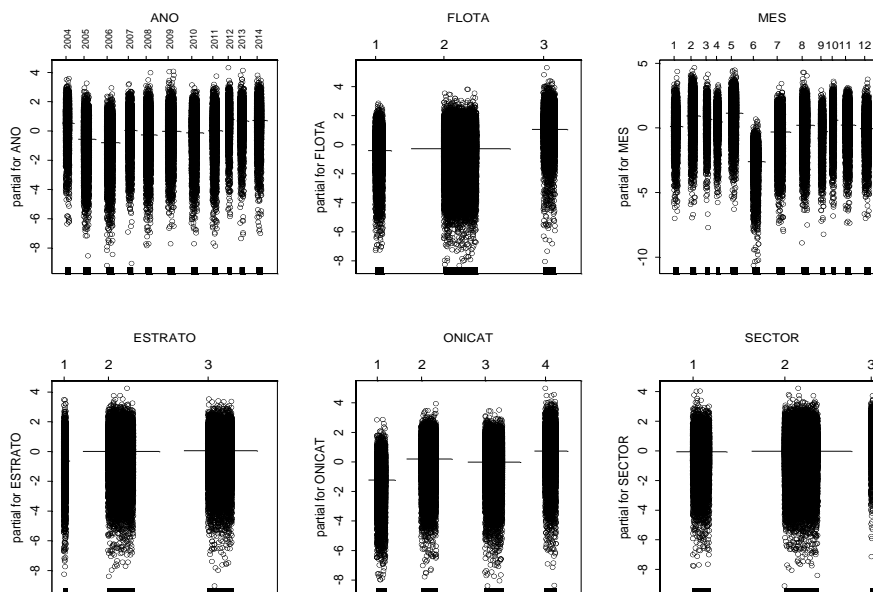 ANO
2004 2005 2006 2007 2008 2009 2010 2011 2012 2013 2014
partial for ANO
4 2 0 -2 -4 -6 -8
FLOTA
1 2 3
partial for FLOTA
4 2 0 -2 -4 -6 -8
MES
1 2 3 4 5 6 7 8 9 10 11 12
partial for MES
5 0 -5 -10
ESTRATO
1 2 3
partial for ESTRATO
4 2 0 -2 -4 -6 -8
ONICAT
1 2 3 4
partial for ONICAT
4 2 0 -2 -4 -6 -8
SECTOR
1 2 3
partial for SECTOR
4 2 0 -2 -4 -6 -8